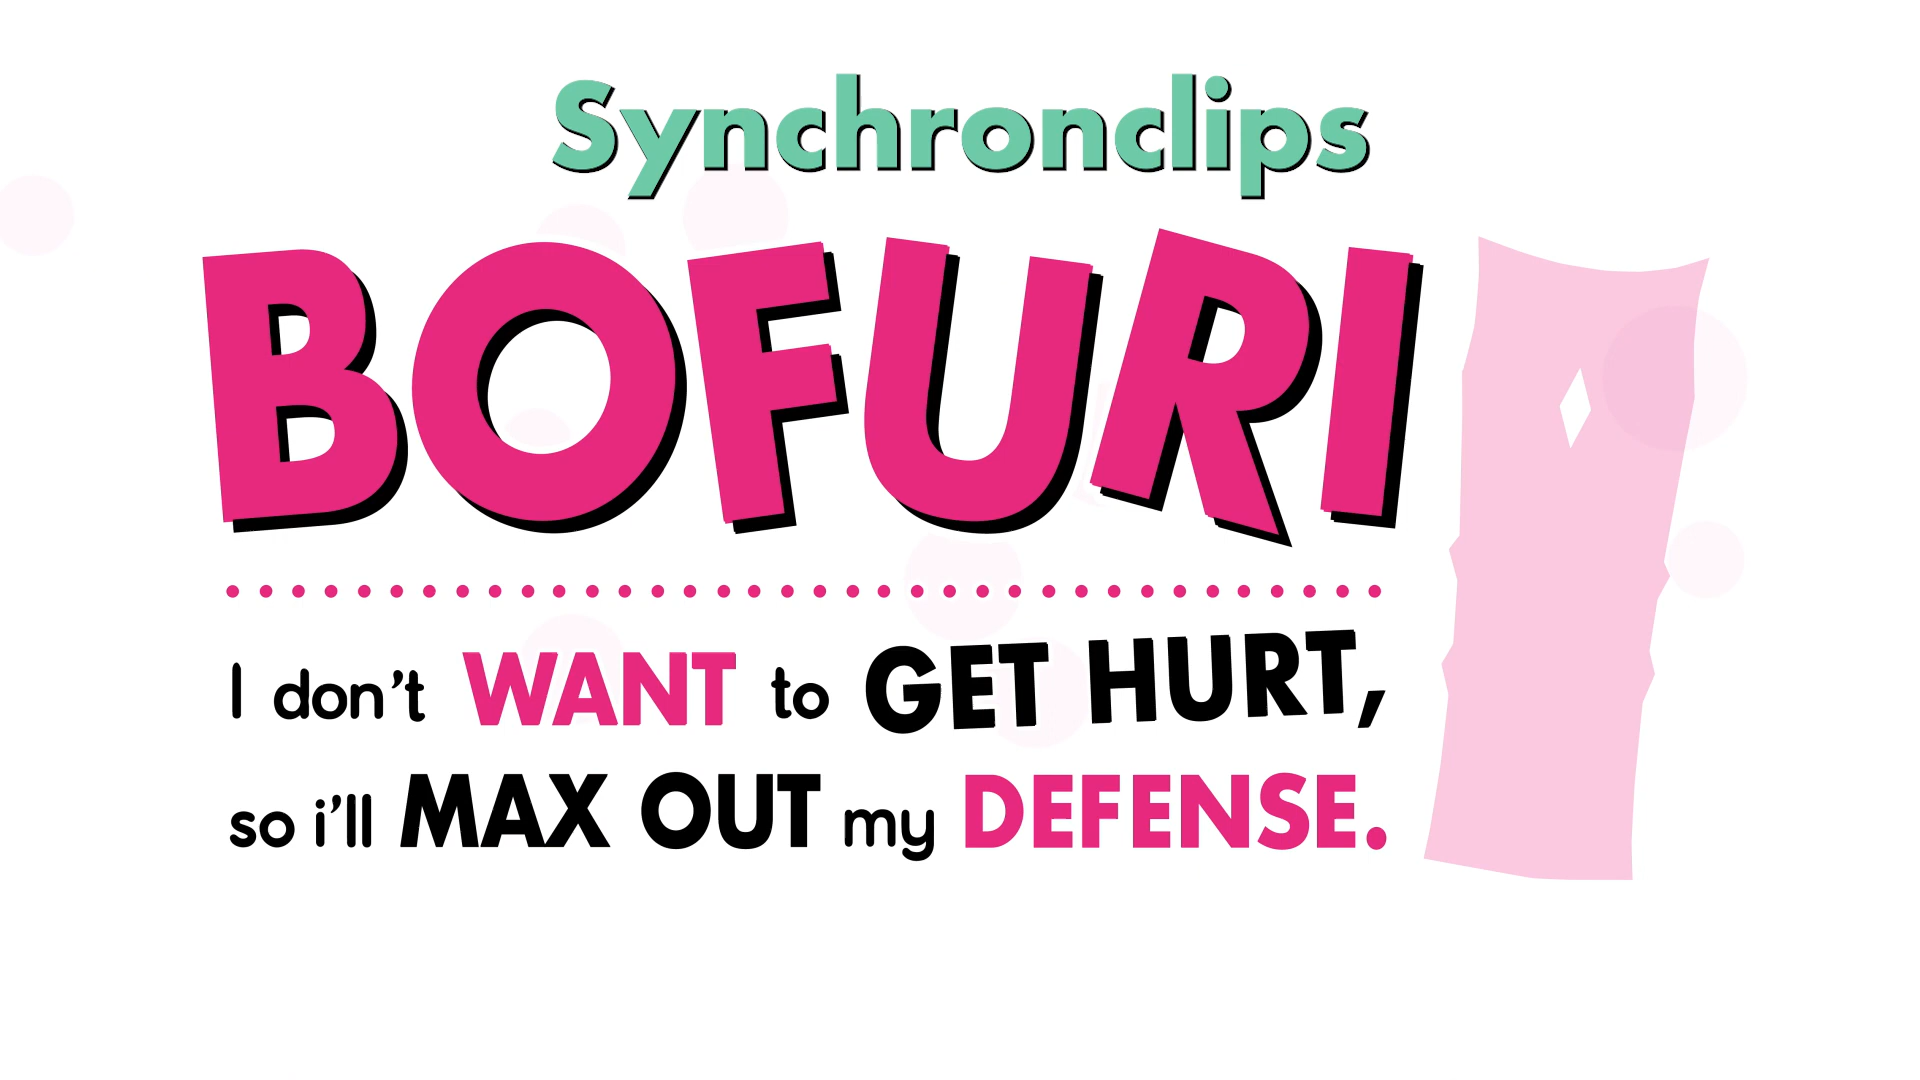 Synchronclips
BOFURI
I don't WANT to GET HURT,
so i'll MAX OUT my DEFENSE.